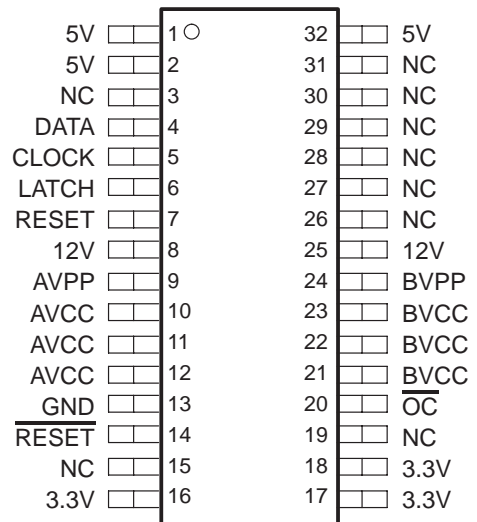 5V 1 32 5V
5V 2 31 NC
NC 3 30 NC
DATA 4 29 NC
CLOCK 5 28 NC
LATCH 6 27 NC
RESET 7 26 NC
12V 8 25 12V
AVPP 9 24 BVPP
AVCC 10 23 BVCC
AVCC 11 22 BVCC
AVCC 12 21 BVCC
GND 13 20 O̅C̅
R̅E̅S̅E̅T̅ 14 19 NC
NC 15 18 3.3V
3.3V 16 17 3.3V